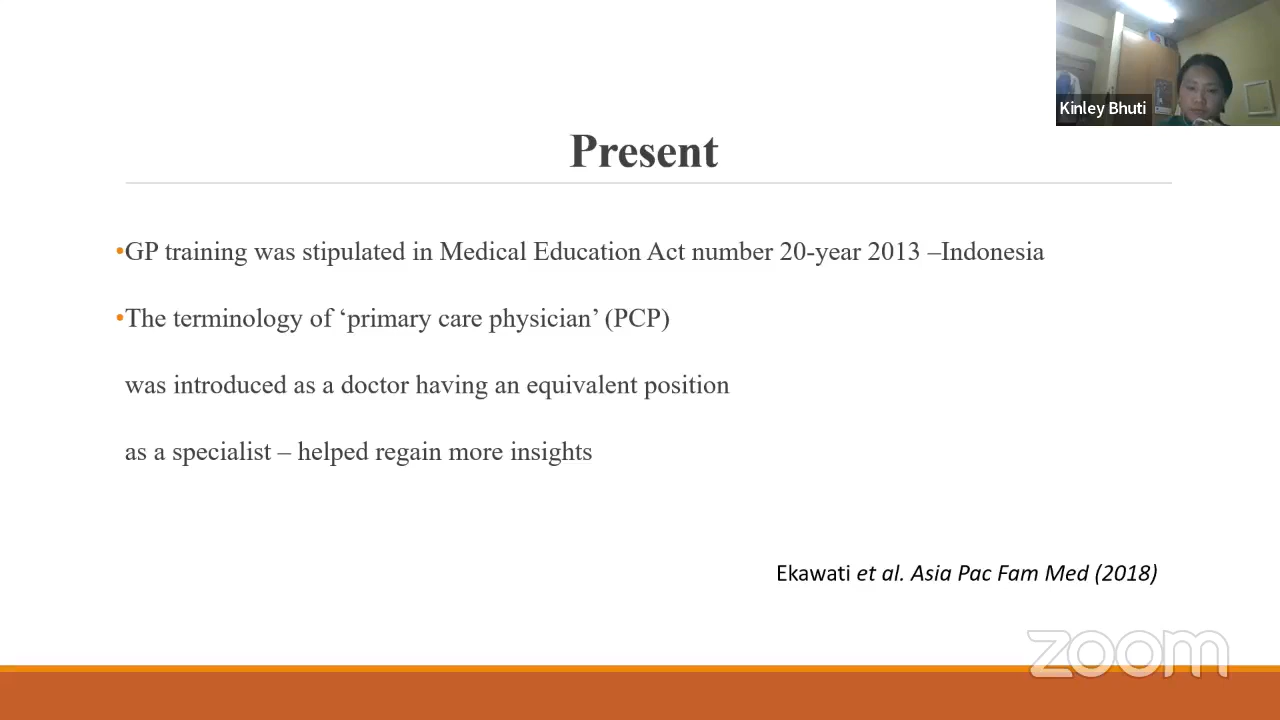 Kinley Bhuti
Present
•GP training was stipulated in Medical Education Act number 20-year 2013 –Indonesia
•The terminology of ‘primary care physician’ (PCP)
was introduced as a doctor having an equivalent position
as a specialist – helped regain more insights
Ekawati et al. Asia Pac Fam Med (2018)
zoom